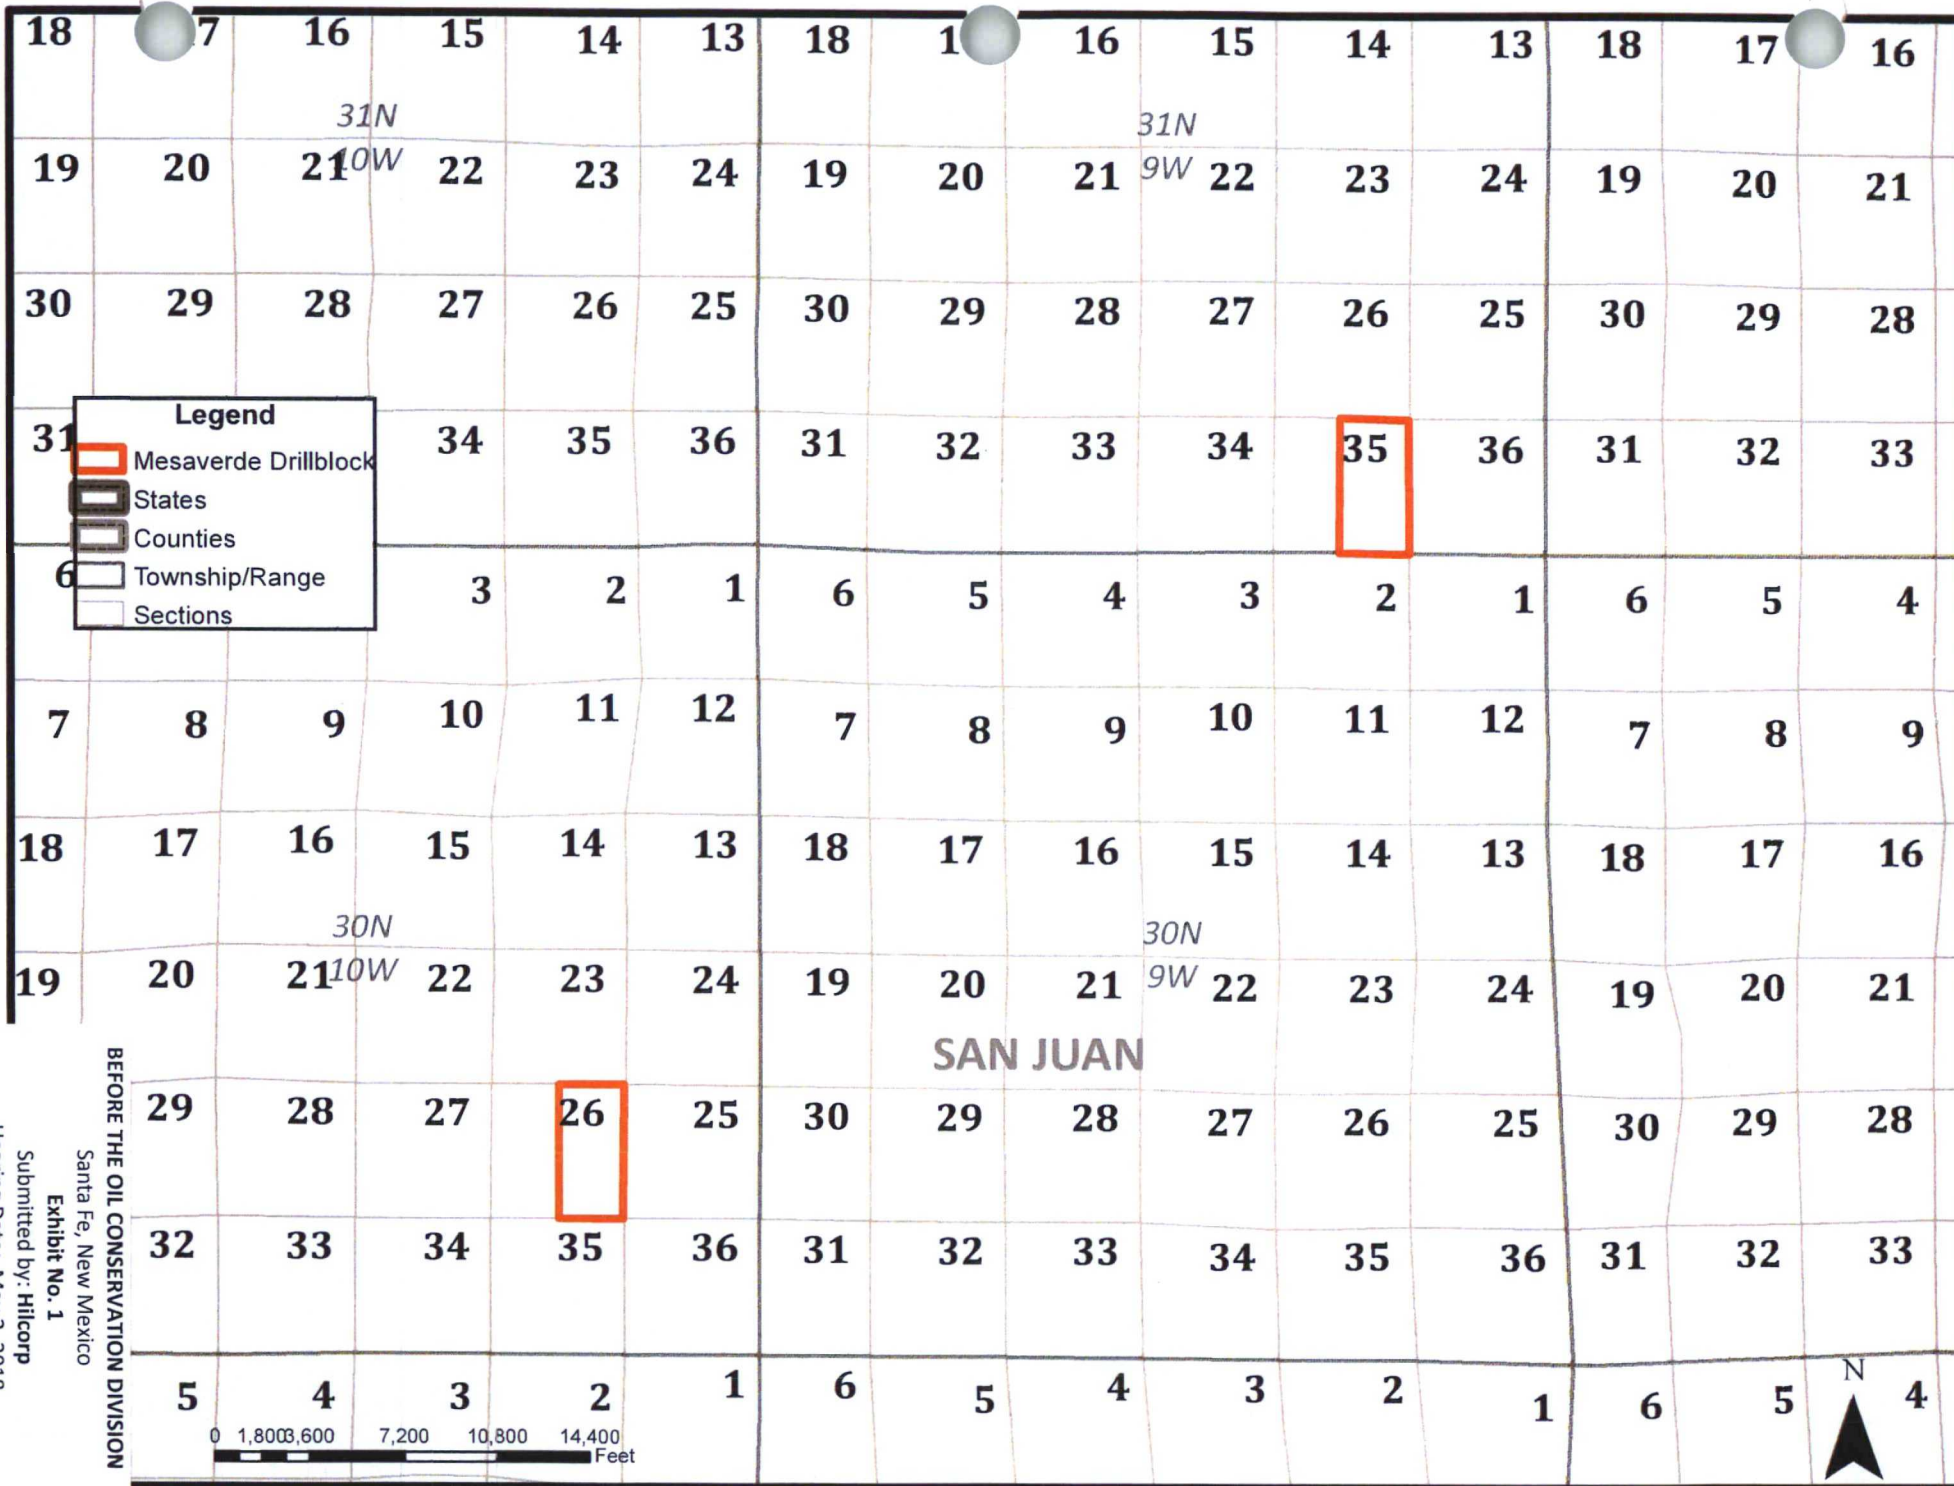 18 7 16 15 14 13 18 1 16 15 14 13 18 17 16
31N 31N
10W 9W
19 20 21 22 23 24 19 20 21 22 23 24 19 20 21
30 29 28 27 26 25 30 29 28 27 26 25 30 29 28
31 34 35 36 31 32 33 34 35 36 31 32 33
Legend
Mesaverde Drillblock
States
Counties
Township/Range
Sections
6 3 2 1 6 5 4 3 2 1 6 5 4
7 8 9 10 11 12 7 8 9 10 11 12 7 8 9
18 17 16 15 14 13 18 17 16 15 14 13 18 17 16
30N 30N
10W 9W
19 20 21 22 23 24 19 20 21 22 23 24 19 20 21
SAN JUAN
29 28 27 26 25 30 29 28 27 26 25 30 29 28
32 33 34 35 36 31 32 33 34 35 36 31 32 33
5 4 3 2 1 6 5 4 3 2 1 6 5 4
N
0 1,800 3,600 7,200 10,800 14,400
Feet
BEFORE THE OIL CONSERVATION DIVISION
Santa Fe, New Mexico
Exhibit No. 1
Submitted by: Hilcorp